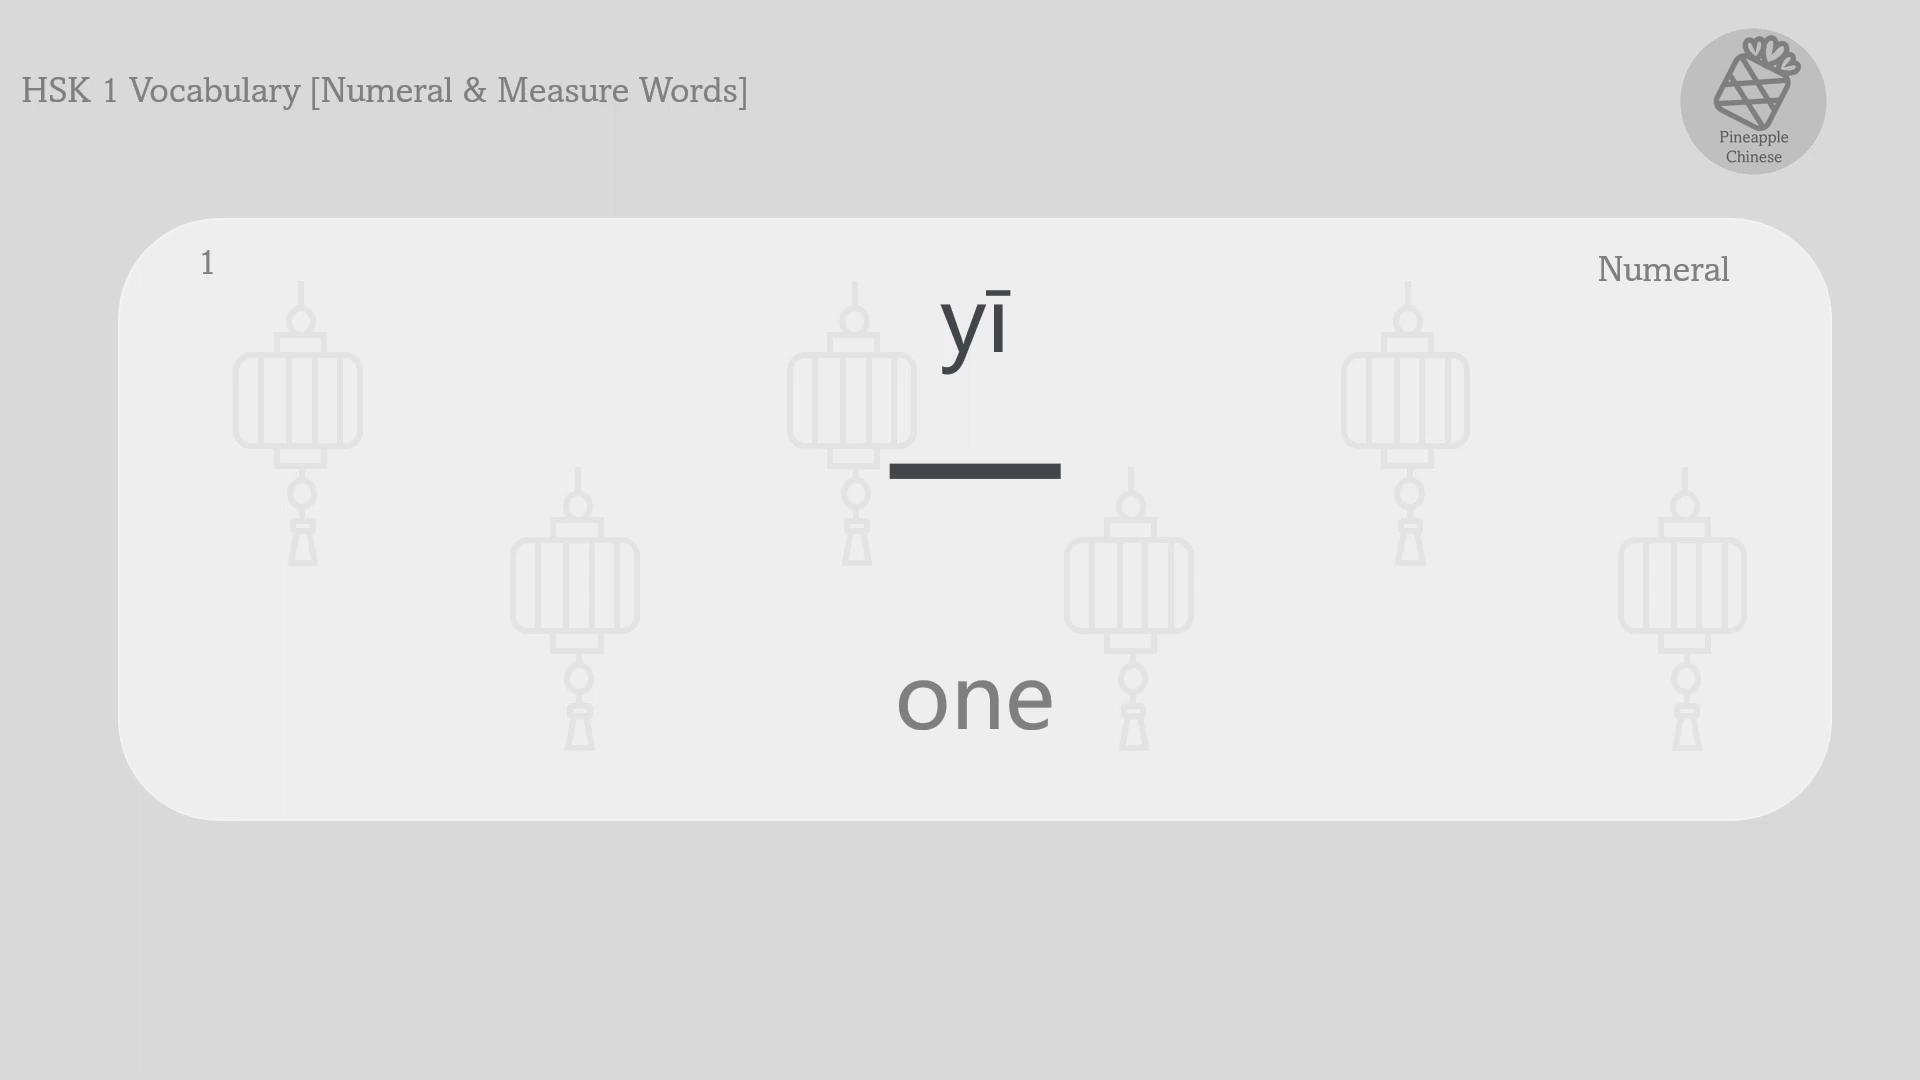 HSK 1 Vocabulary [Numeral & Measure Words]
Pineapple
Chinese
1
Numeral
yī
一
one